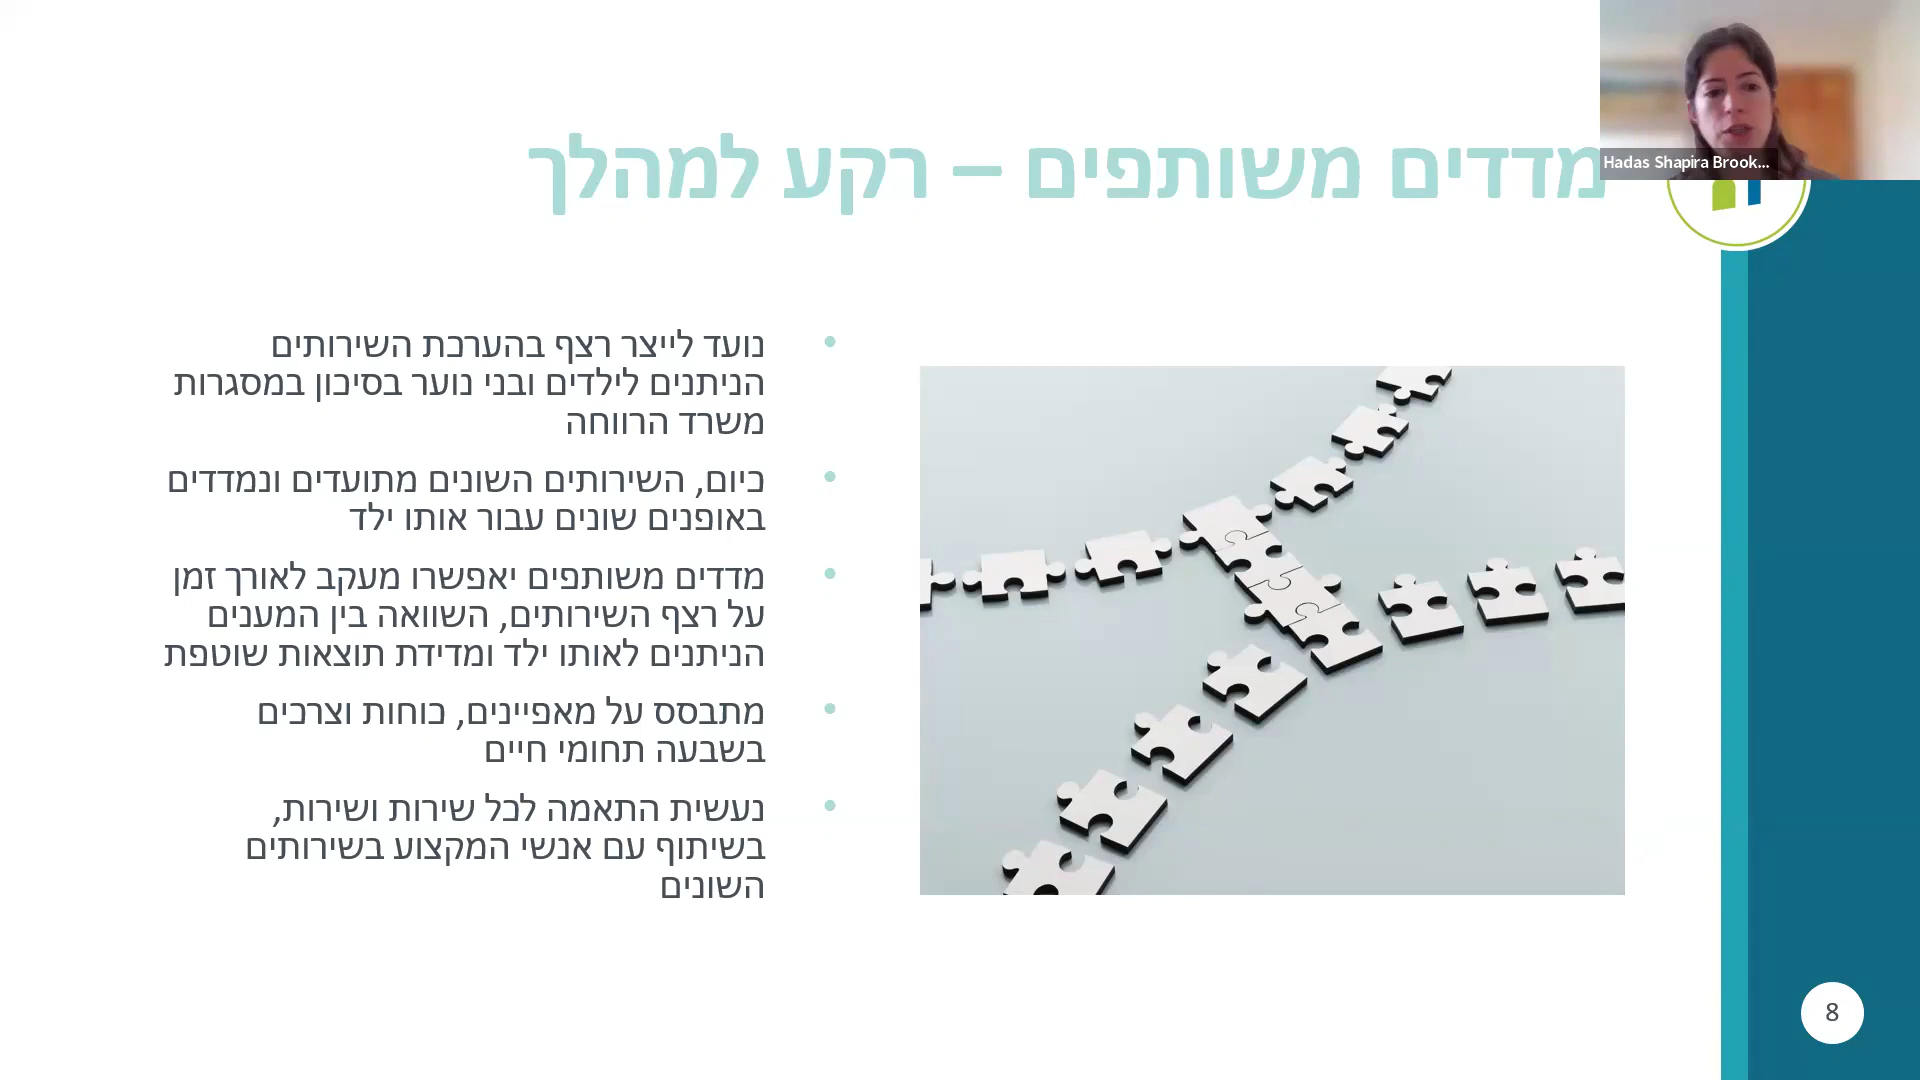 מדדים משותפים – רקע למהלך
Hadas Shapira Brook...
נועד לייצר רצף בהערכת השירותים
הניתנים לילדים ובני נוער בסיכון במסגרות
משרד הרווחה
כיום, השירותים השונים מתועדים ונמדדים
באופנים שונים עבור אותו ילד
מדדים משותפים יאפשרו מעקב לאורך זמן
על רצף השירותים, השוואה בין המענים
הניתנים לאותו ילד ומדידת תוצאות שוטפת
מתבסס על מאפיינים, כוחות וצרכים
בשבעה תחומי חיים
נעשית התאמה לכל שירות ושירות,
בשיתוף עם אנשי המקצוע בשירותים
השונים
8